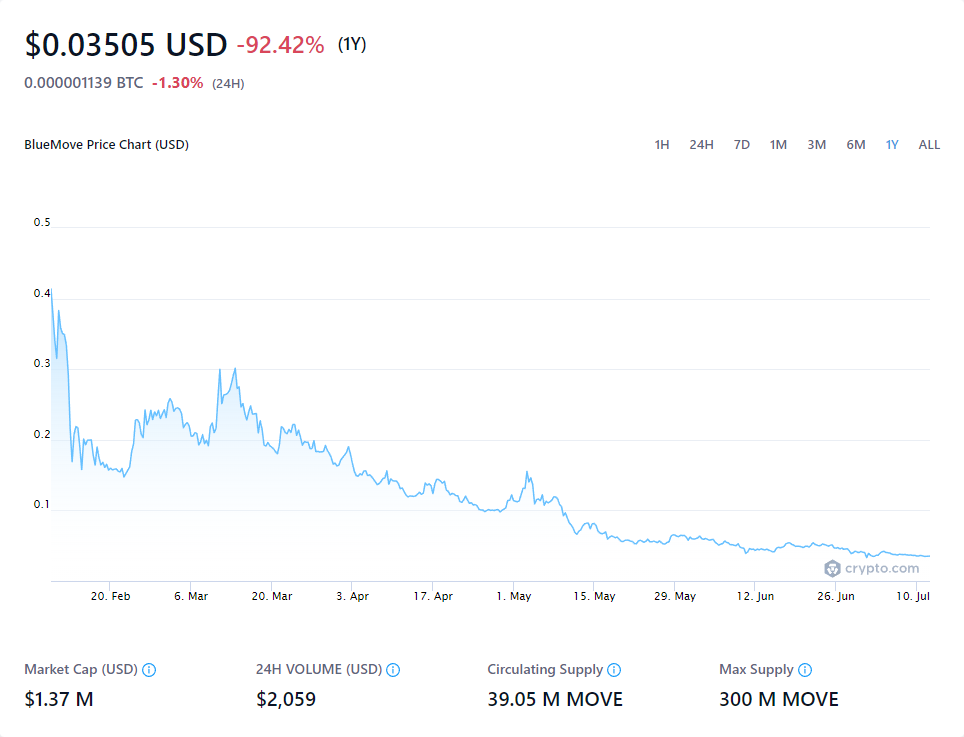 $0.03505 USD -92.42% (1Y)
0.000001139 BTC -1.30% (24H)
BlueMove Price Chart (USD) 1H 24H 7D 1M 3M 6M 1Y ALL
0.5
0.4
0.3
0.2
0.1
crypto.com
20. Feb 6. Mar 20. Mar 3. Apr 17. Apr 1. May 15. May 29. May 12. Jun 26. Jun 10. Jul
Market Cap (USD) 24H VOLUME (USD) Circulating Supply Max Supply
$1.37 M $2,059 39.05 M MOVE 300 M MOVE